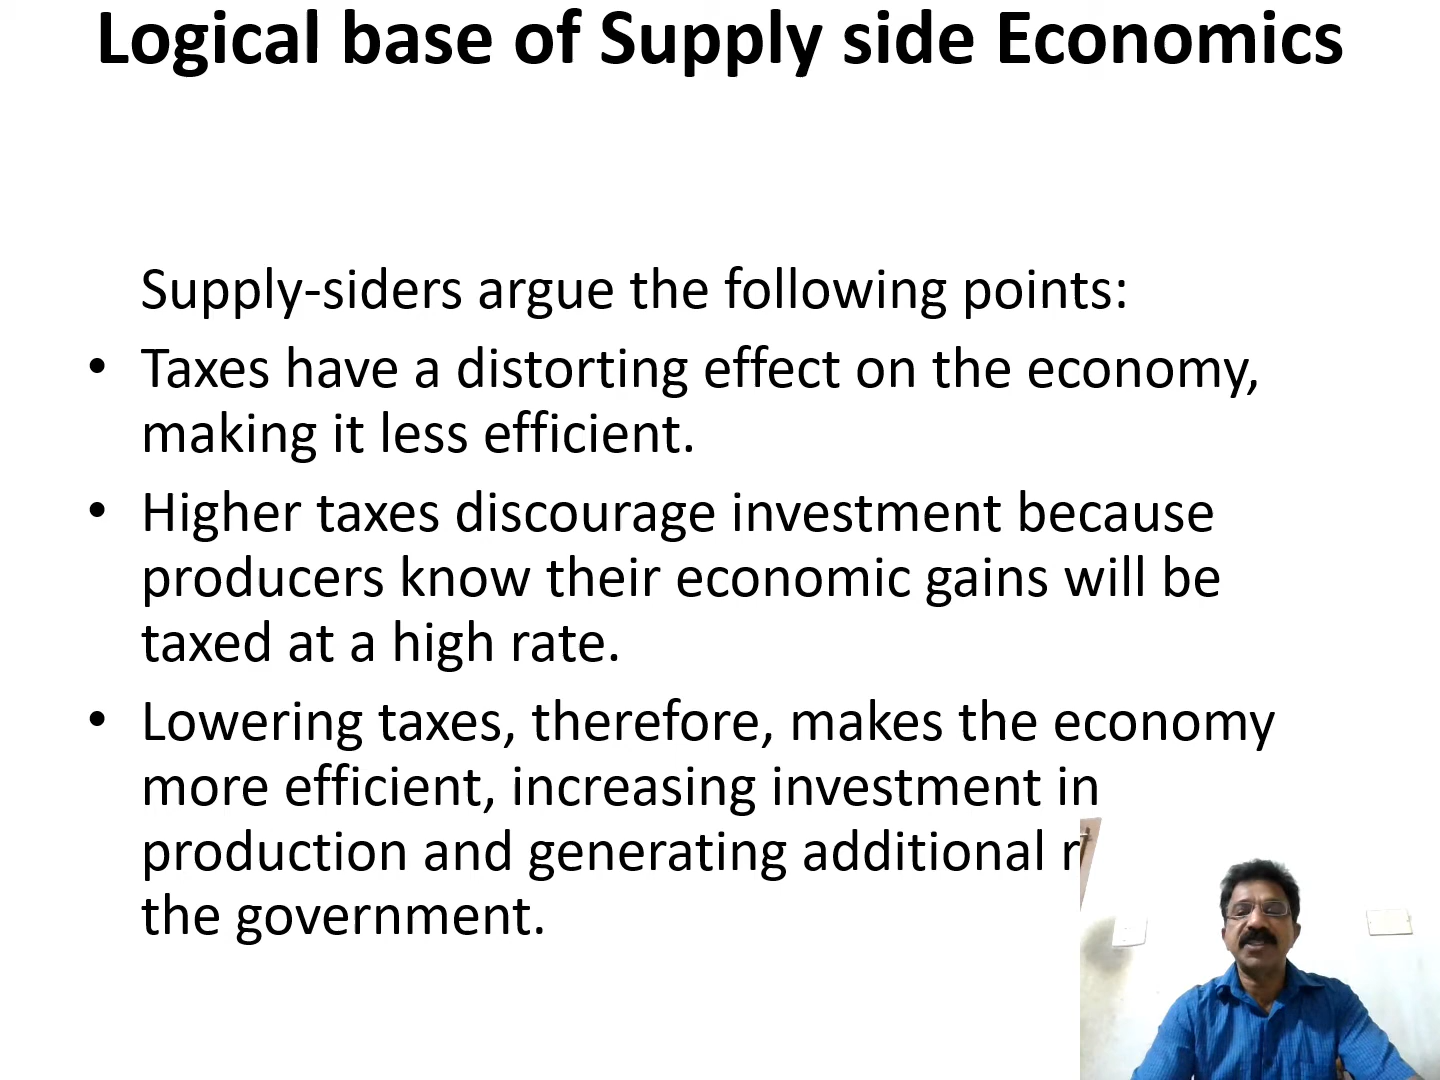 Logical base of Supply side Economics
Supply-siders argue the following points:
• Taxes have a distorting effect on the economy,
making it less efficient.
• Higher taxes discourage investment because
producers know their economic gains will be
taxed at a high rate.
• Lowering taxes, therefore, makes the economy
more efficient, increasing investment in
production and generating additional
the government.